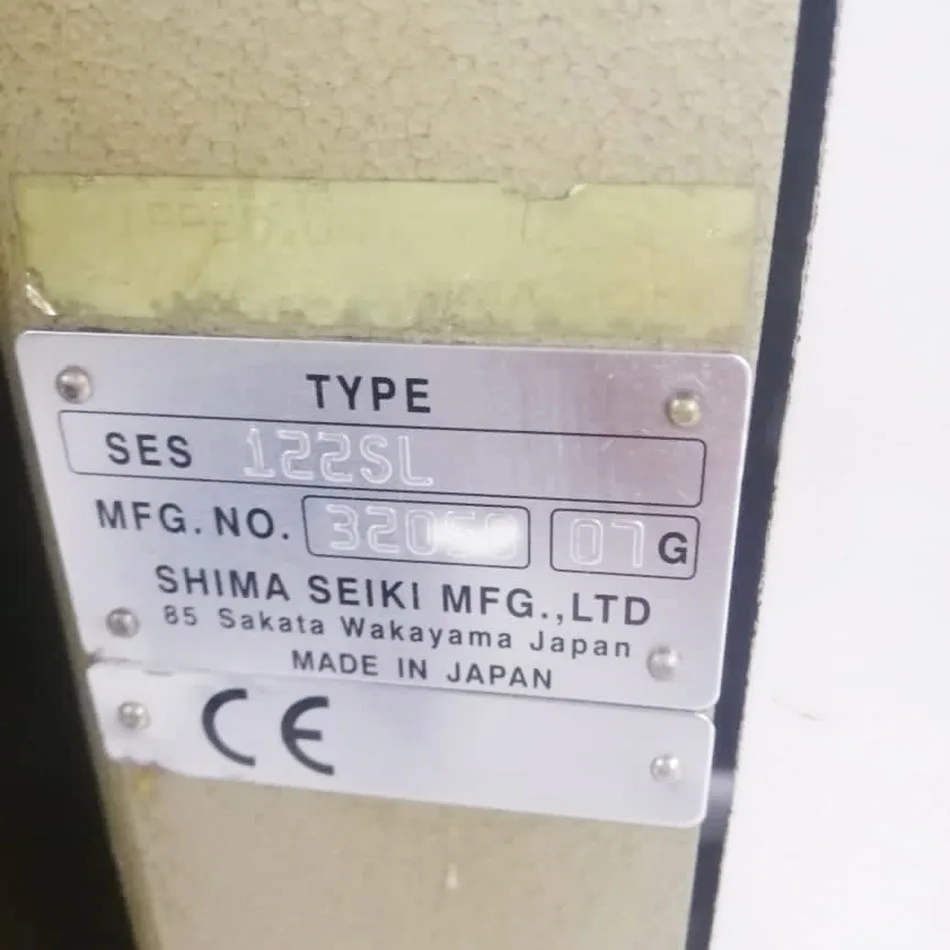 TYPE
SES 122SL
MFG. NO. 07 G
SHIMA SEIKI MFG.,LTD
85 Sakata Wakayama Japan
MADE IN JAPAN
CE